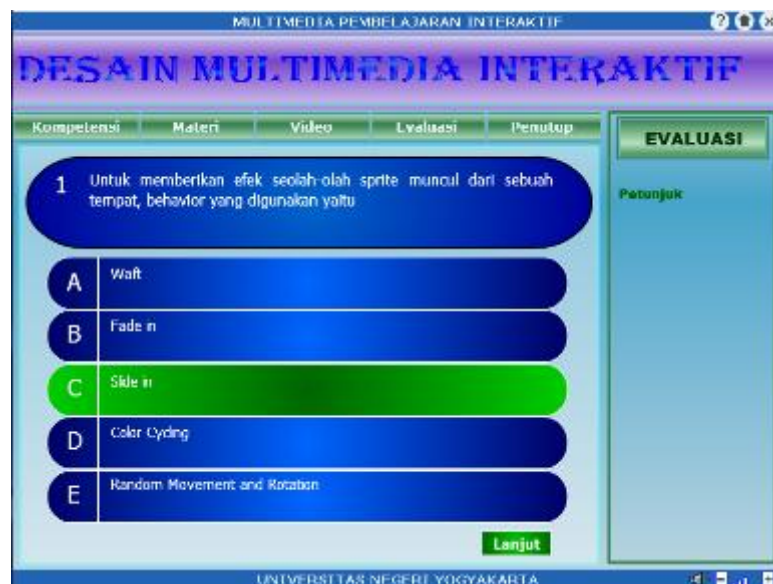 MULTIMEDIA PEMBELAJARAN INTERAKTIF
DESAIN MULTIMEDIA INTERAKTIF
Kompetensi Materi Video Evaluasi Penutup
EVALUASI
Petunjuk
1 Untuk memberikan efek seolah-olah sprite muncul dari sebuah
tempat, behavior yang digunakan yaitu
A Waft
B Fade in
C Slide in
D Color Cycling
E Random Movement and Rotation
Lanjut
UNIVERSITAS NEGERI YOGYAKARTA